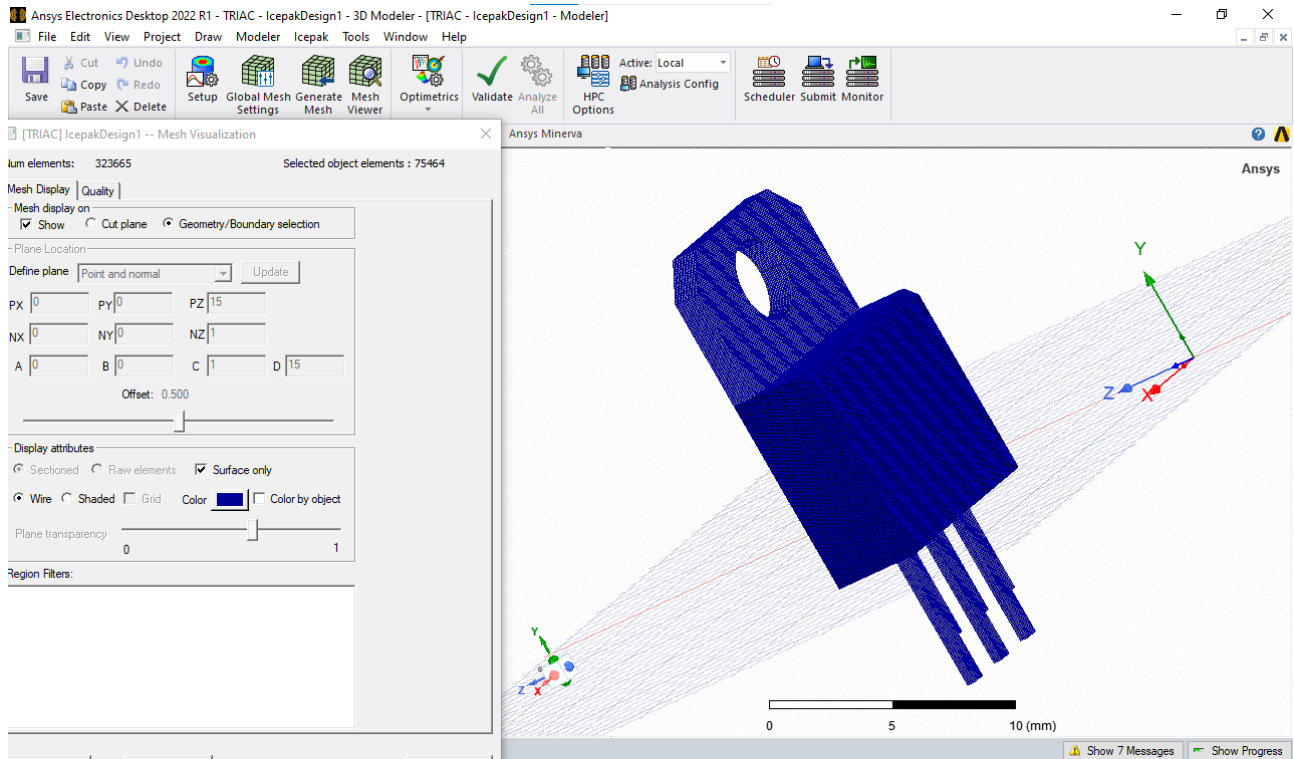 Ansys Electronics Desktop 2022 R1 - TRIAC - IcepakDesign1 - 3D Modeler - [TRIAC - IcepakDesign1 - Modeler]
File Edit View Project Draw Modeler Icepak Tools Window Help
Save Cut Copy Paste Undo Redo Delete
Setup Global Mesh Settings Generate Mesh Mesh Viewer Optimetrics Validate Analyze All HPC Options
Active: Local
Analysis Config
Scheduler Submit Monitor
[TRIAC] IcepakDesign1 -- Mesh Visualization
Ansys Minerva
Num elements: 323665 Selected object elements : 75464
Mesh Display Quality
Mesh display on
Show Cut plane Geometry/Boundary selection
Plane Location
Define plane Point and normal Update
PX 0 PY 0 PZ 15
NX 0 NY 0 NZ 1
A 0 B 0 C 1 D 15
Offset: 0.500
Display attributes
Sectioned Raw elements Surface only
Wire Shaded Grid Color Color by object
Plane transparency
0 1
Region Filters:
Ansys
Y
Z X
Y
Z X
0 5 10 (mm)
Show 7 Messages Show Progress